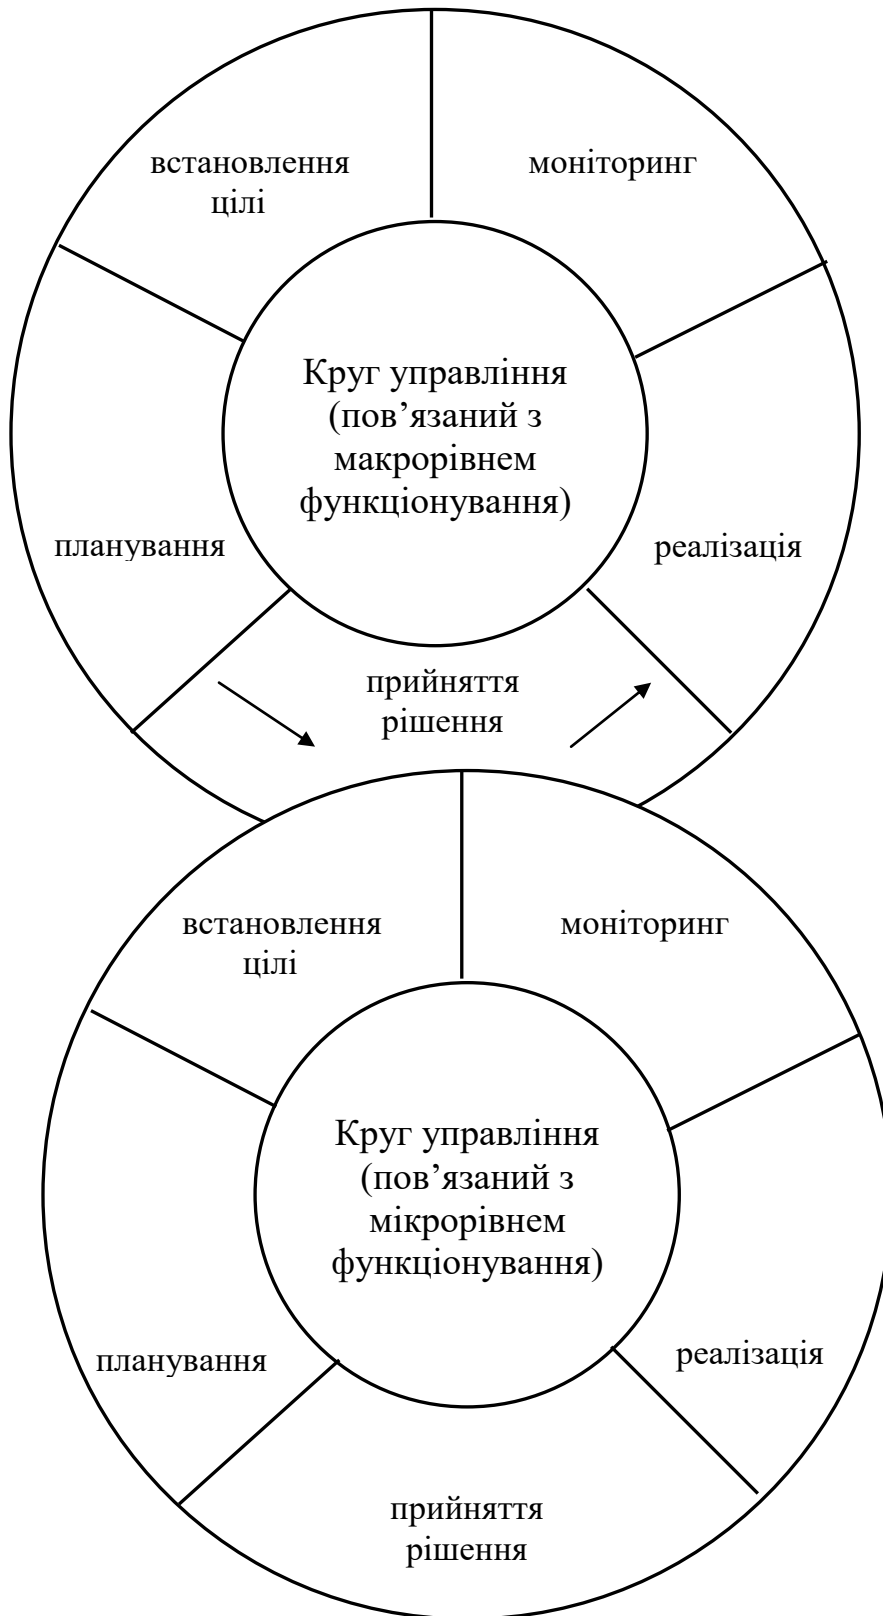 встановлення
цілі
моніторинг
Круг управління
(пов’язаний з
макрорівнем
функціонування)
планування
реалізація
прийняття
рішення
встановлення
цілі
моніторинг
Круг управління
(пов’язаний з
мікрорівнем
функціонування)
планування
реалізація
прийняття
рішення